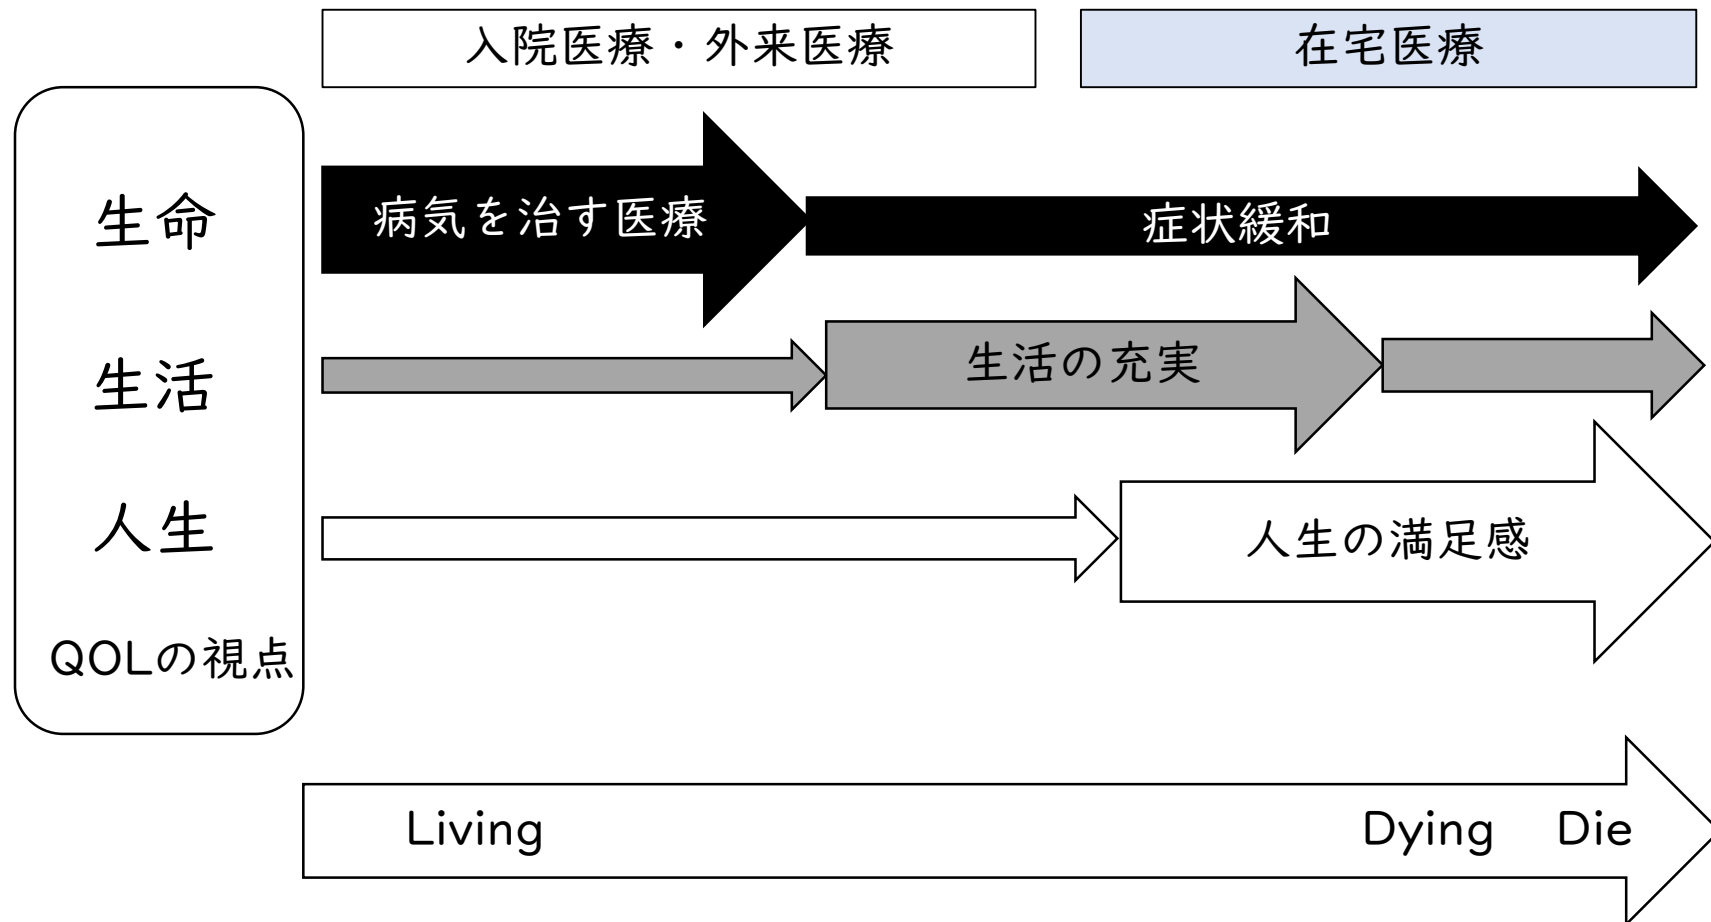 入院医療・外来医療
在宅医療
生命
病気を治す医療
症状緩和
生活
生活の充実
人生
人生の満足感
QOLの視点
Living
Dying
Die